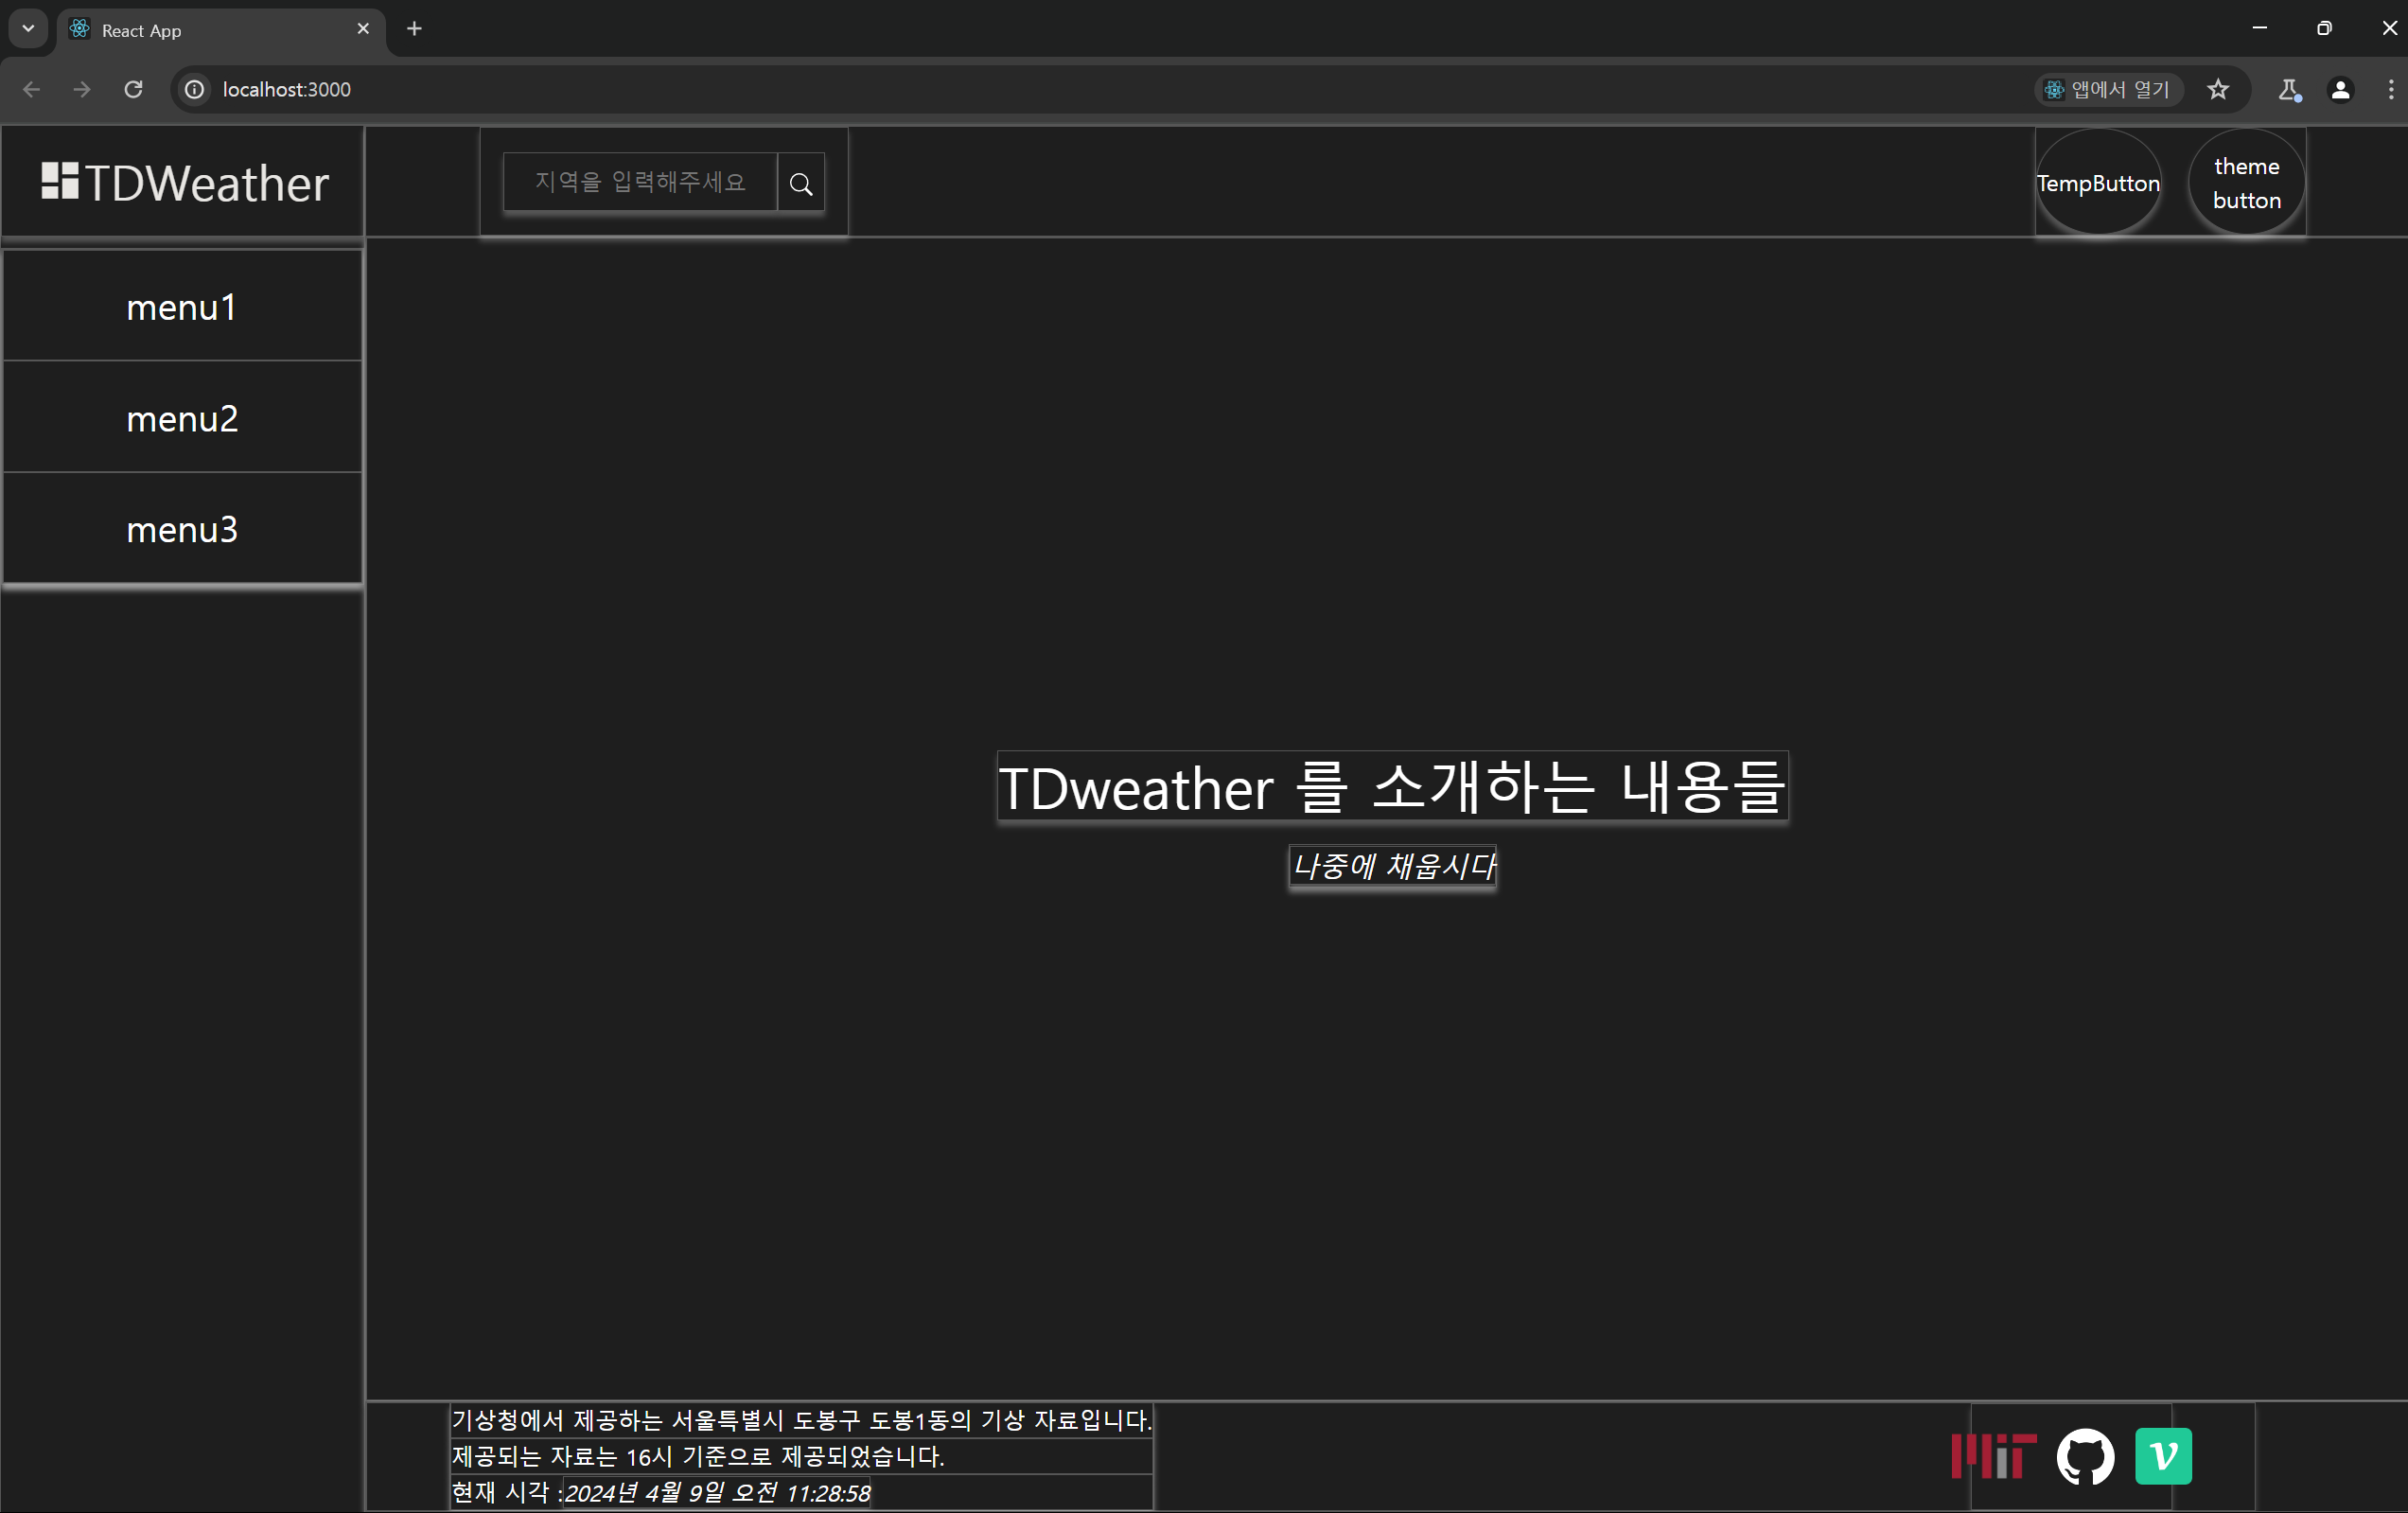 React App
localhost:3000
앱에서 열기
TDWeather
지역을 입력해주세요
TempButton
theme
button
menu1
menu2
menu3
TDweather 를 소개하는 내용들
나중에 채웁시다
기상청에서 제공하는 서울특별시 도봉구 도봉1동의 기상 자료입니다.
제공되는 자료는 16시 기준으로 제공되었습니다.
현재 시각 :2024년 4월 9일 오전 11:28:58
MIT
v